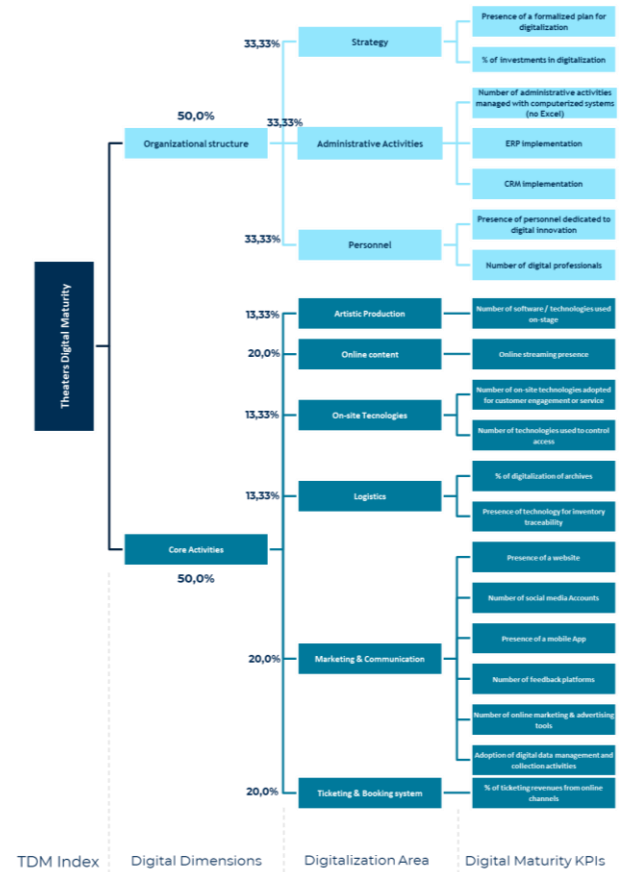 Presence of a formalized plan for
digitalization
33,33%
Strategy
% of investments in digitalization
50,0%
Number of administrative activities
managed with computerized systems
(no Excel)
33,33%
Organizational structure
Administrative Activities
ERP implementation
CRM implementation
Presence of personnel dedicated to
digital innovation
33,33%
Personnel
Number of digital professionals
Theaters Digital Maturity
13,33%
Artistic Production
Number of software / technologies used
on-stage
20,0%
Online content
Online streaming presence
Number of on-site technologies adopted
for customer engagement or service
13,33%
On-site Tecnologies
Number of technologies used to control
access
% of digitalization of archives
13,33%
Logistics
Presence of technology for inventory
traceability
Core Activities
50,0%
Presence of a website
Number of social media Accounts
Presence of a mobile App
20,0%
Marketing & Communication
Number of feedback platforms
Number of online marketing & advertising
tools
Adoption of digital data management and
collection activities
20,0%
Ticketing & Booking system
% of ticketing revenues from online
channels
TDM Index
Digital Dimensions
Digitalization Area
Digital Maturity KPIs